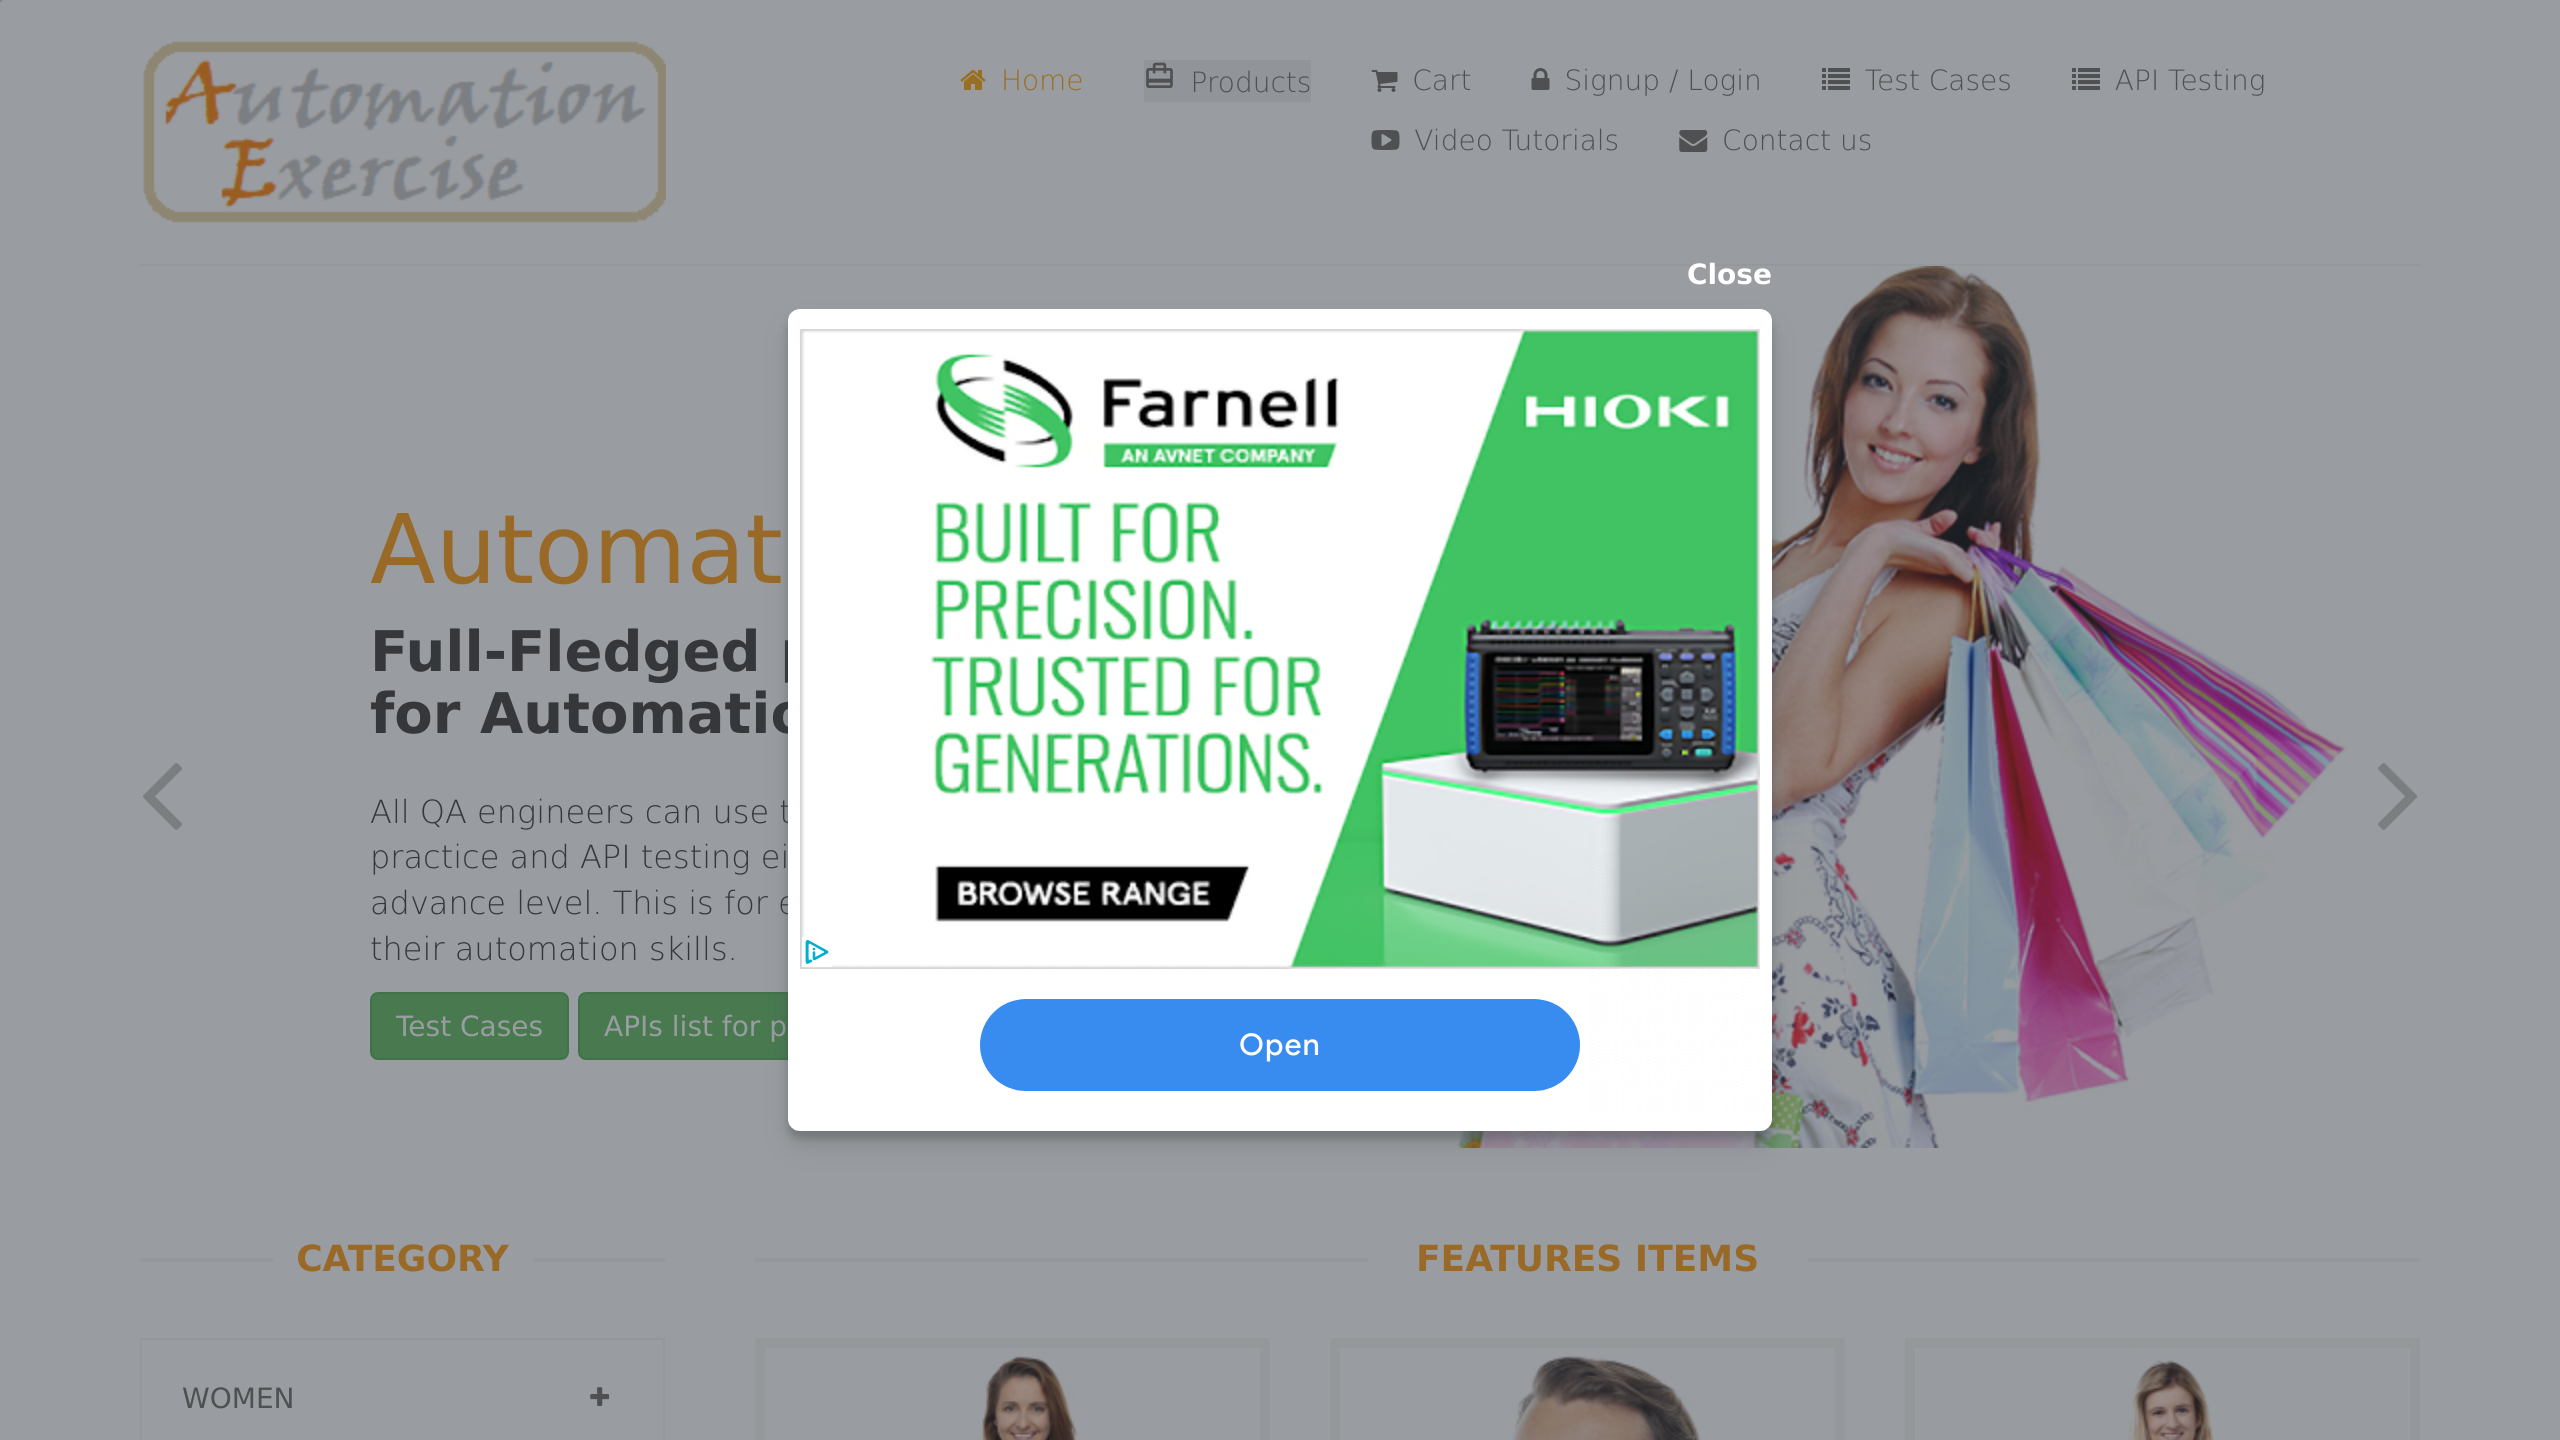 Automation
Exercise
Home
Products
Cart
Signup / Login
Test Cases
API Testing
Video Tutorials
Contact us
Close
Farnell
AN AVNET COMPANY
HIOKI
BUILT FOR
PRECISION.
TRUSTED FOR
GENERATIONS.
BROWSE RANGE
Open
Automat
Full-Fledged
for Automatic
All QA engineers can use
practice and API testing
advance level. This is for
their automation skills.
Test Cases
APIs list for p
CATEGORY
FEATURES ITEMS
WOMEN